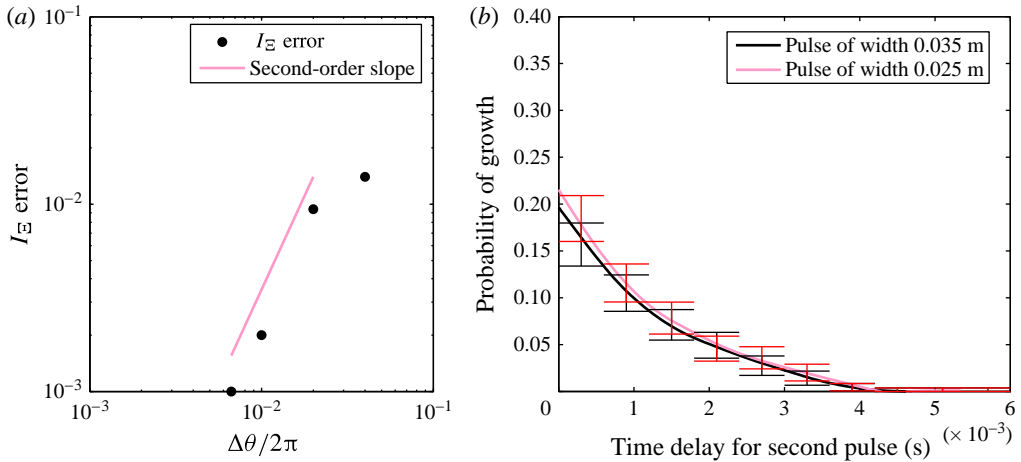 (a)
10⁻¹
I_Ξ error
Second-order slope
10⁻²
I_Ξ error
10⁻³
10⁻³
10⁻²
10⁻¹
Δθ/2π
(b)
0.40
Pulse of width 0.035 m
Pulse of width 0.025 m
0.35
0.30
0.25
0.20
0.15
0.10
0.05
Probability of growth
0
1
2
3
4
5
6
(× 10⁻³)
Time delay for second pulse (s)